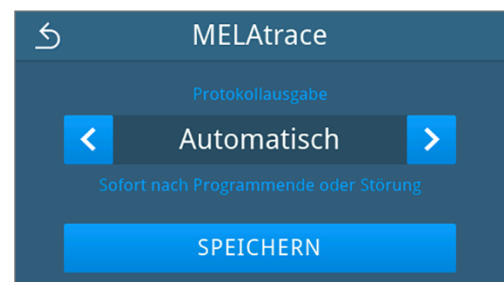 MELAtrace
Protokollausgabe
Automatisch
Sofort nach Programmende oder Störung
SPEICHERN